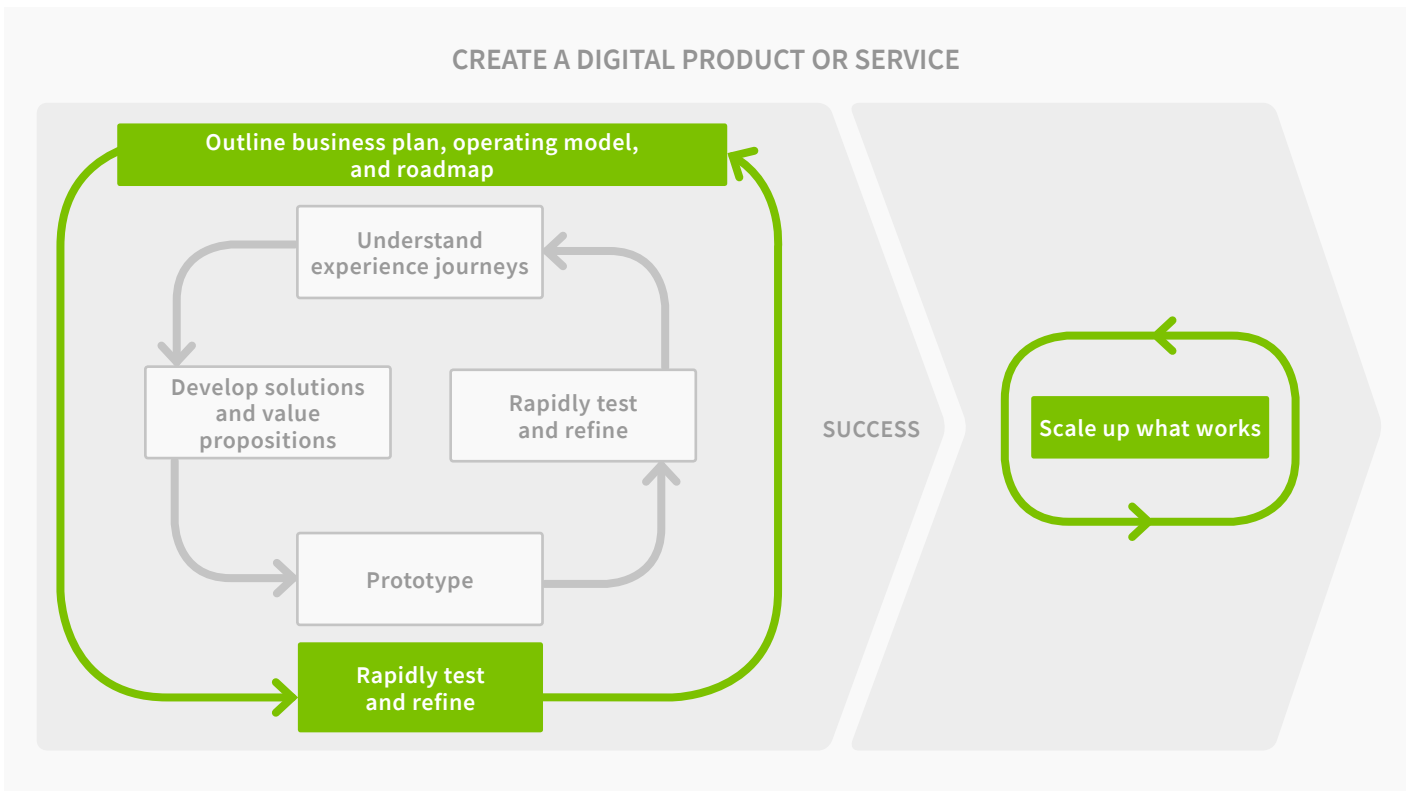 CREATE A DIGITAL PRODUCT OR SERVICE
Outline business plan, operating model,
and roadmap
Understand
experience journeys
Develop solutions
and value
propositions
Rapidly test
and refine
Prototype
Rapidly test
and refine
SUCCESS
Scale up what works